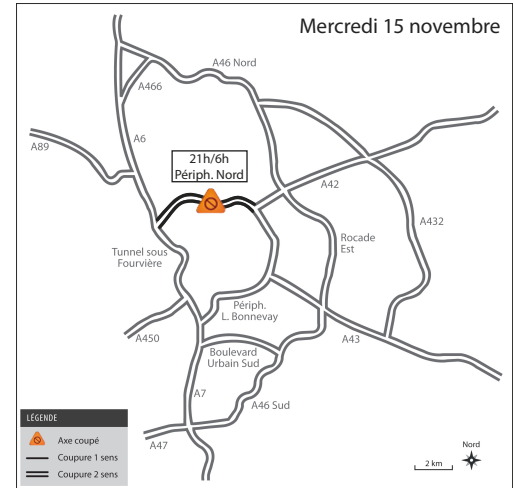 Mercredi 15 novembre
A46 Nord
A466
A6
A89
21h/6h
Périph. Nord
A42
A432
Rocade
Est
Tunnel sous
Fourvière
Périph.
L. Bonnevay
A450
Boulevard
Urbain Sud
A43
A7
A46 Sud
A47
LÉGENDE
Axe coupé
Coupure 1 sens
Coupure 2 sens
2 km
Nord